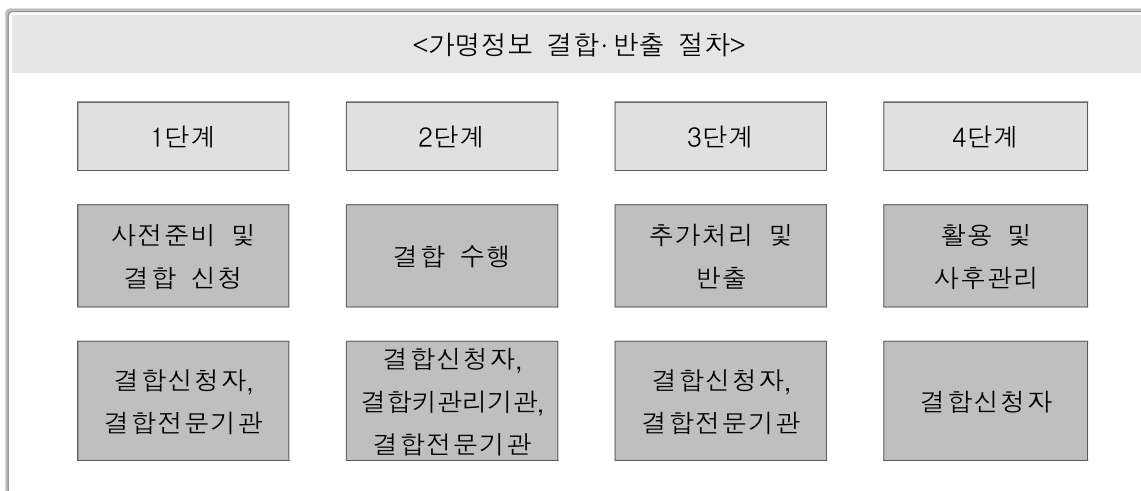 <가명정보 결합·반출 절차>
1단계
2단계
3단계
4단계
사전준비 및
결합 신청
결합 수행
추가처리 및
반출
활용 및
사후관리
결합신청자,
결합전문기관
결합신청자,
결합키관리기관,
결합전문기관
결합신청자,
결합전문기관
결합신청자